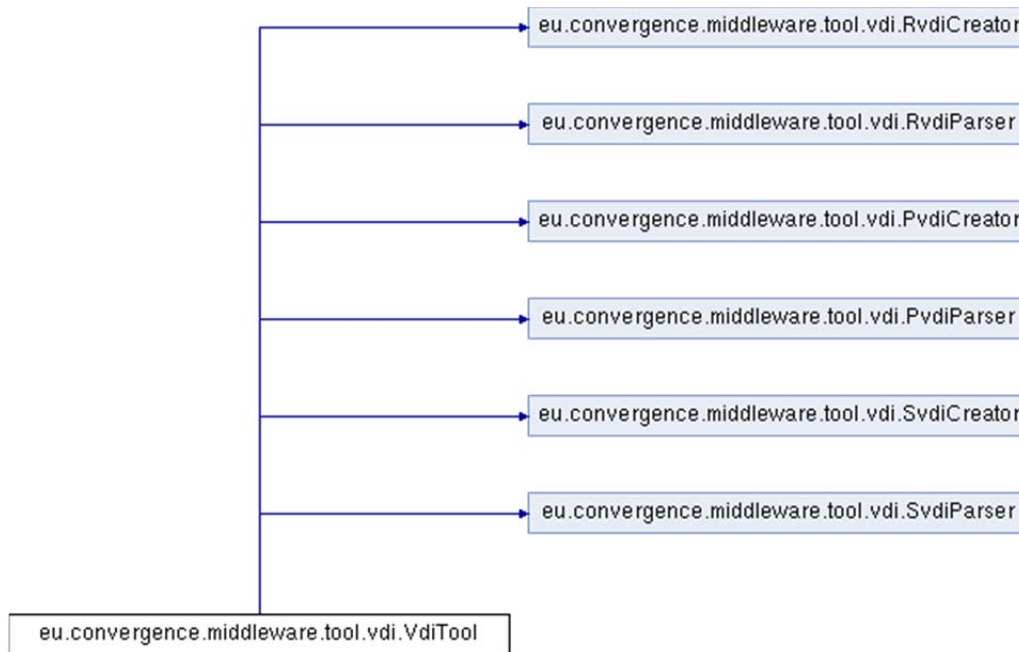 eu.convergence.middleware.tool.vdi.RvdiCreator
eu.convergence.middleware.tool.vdi.RvdiParser
eu.convergence.middleware.tool.vdi.PvdiCreator
eu.convergence.middleware.tool.vdi.PvdiParser
eu.convergence.middleware.tool.vdi.SvdiCreator
eu.convergence.middleware.tool.vdi.SvdiParser
eu.convergence.middleware.tool.vdi.VdiTool